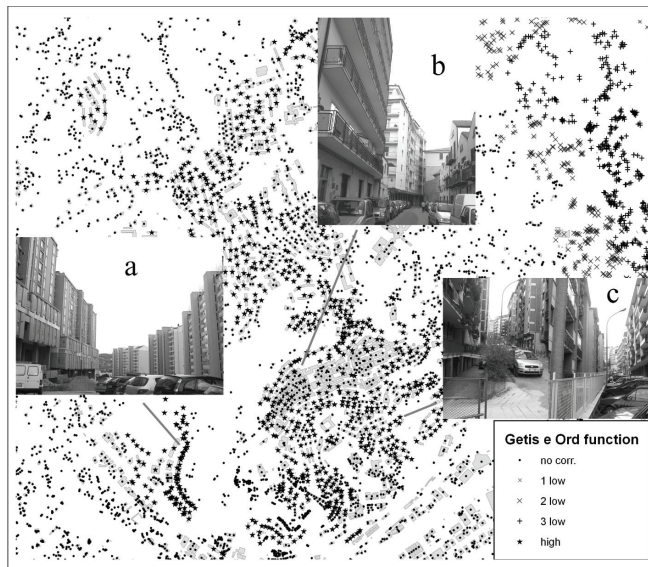 b
a
c
Getis e Ord function
no corr.
1 low
2 low
3 low
high